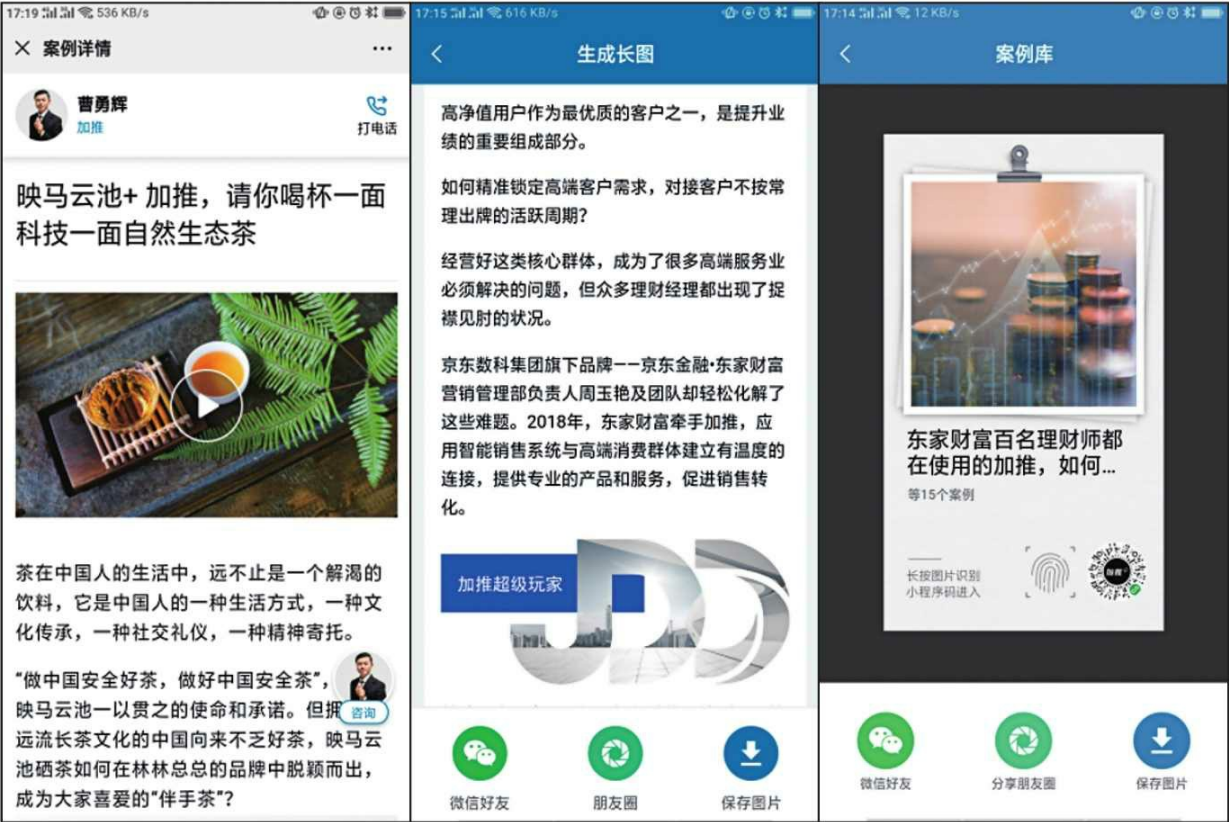 17:19 536 KB/s
案例详情
曹勇辉
加推
打电话
映马云池+ 加推，请你喝杯一面
科技一面自然生态茶
茶在中国人的生活中，远不止是一个解渴的
饮料，它是中国人的一种生活方式，一种文
化传承，一种社交礼仪，一种精神寄托。
“做中国安全好茶，做好中国安全茶”，
映马云池一以贯之的使命和承诺。但拥
咨询
远流长茶文化的中国向来不乏好茶，映马云
池硒茶如何在林林总总的品牌中脱颖而出，
成为大家喜爱的“伴手茶”？
17:15 616 KB/s
生成长图
高净值用户作为最优质的客户之一，是提升业
绩的重要组成部分。
如何精准锁定高端客户需求，对接客户不按常
理出牌的活跃周期？
经营好这类核心群体，成为了很多高端服务业
必须解决的问题，但众多理财经理都出现了捉
襟见肘的状况。
京东数科集团旗下品牌——京东金融•东家财富
营销管理部负责人周玉艳及团队却轻松化解了
这些难题。2018年，东家财富牵手加推，应
用智能销售系统与高端消费群体建立有温度的
连接，提供专业的产品和服务，促进销售转
化。
加推超级玩家
JDD
微信好友
朋友圈
保存图片
17:14 12 KB/s
案例库
东家财富百名理财师都
在使用的加推，如何...
等15个案例
长按图片识别
小程序码进入
微信好友
分享朋友圈
保存图片